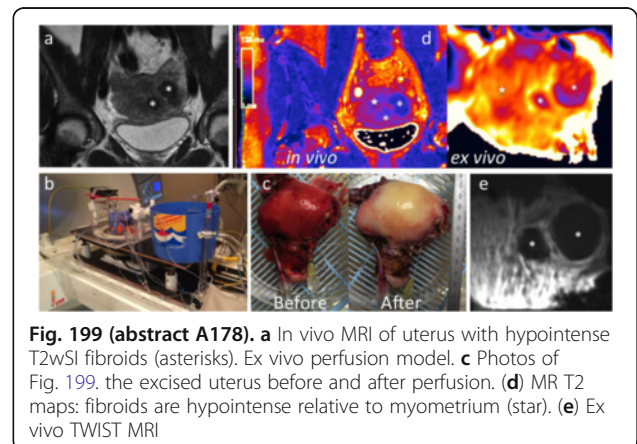 a
d
in vivo
ex vivo
b
c
Before
After
e
Fig. 199 (abstract A178). a In vivo MRI of uterus with hypointense
T2wSI fibroids (asterisks). Ex vivo perfusion model. c Photos of
Fig. 199. the excised uterus before and after perfusion. (d) MR T2
maps: fibroids are hypointense relative to myometrium (star). (e) Ex
vivo TWIST MRI